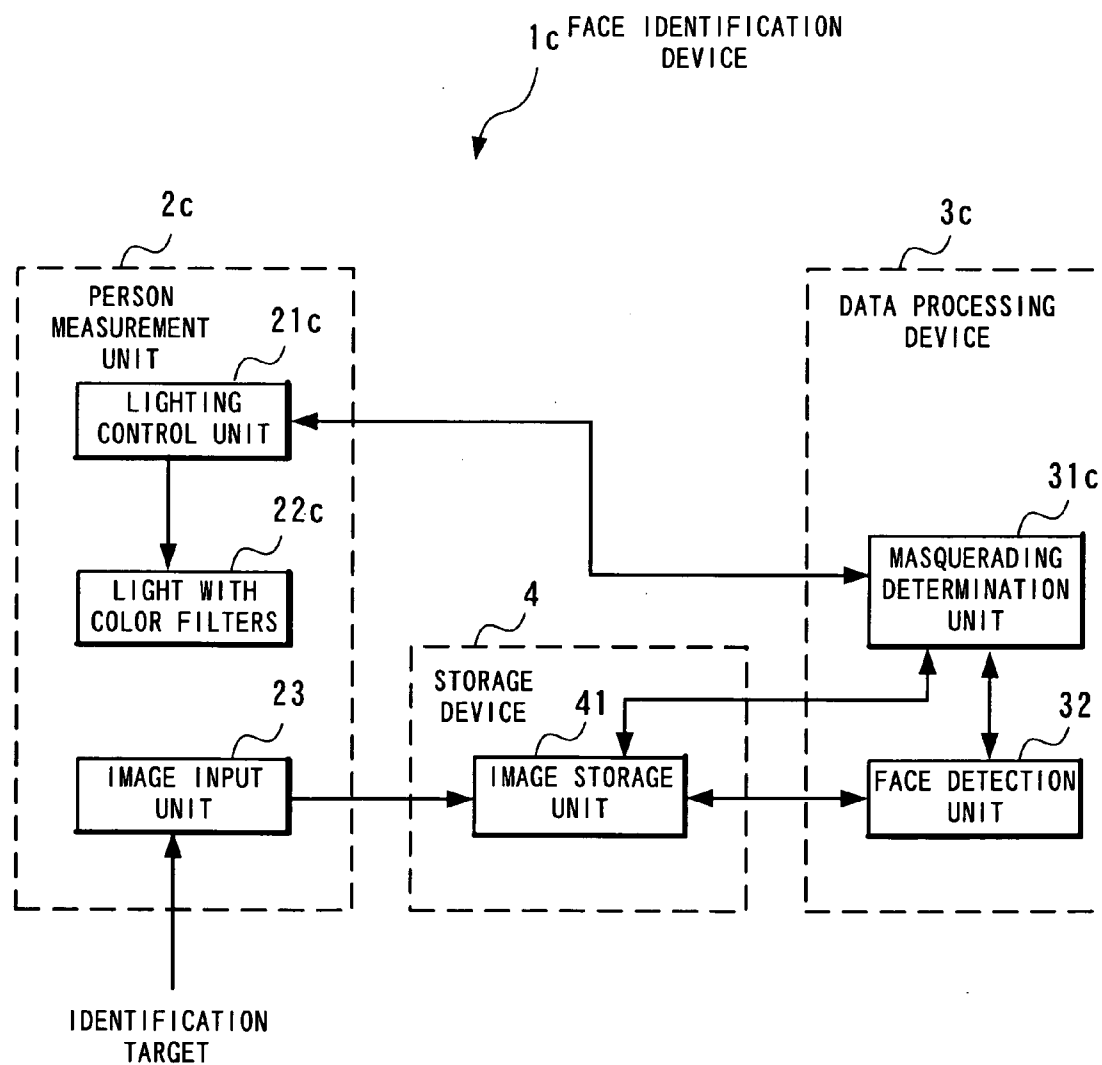 1c
FACE IDENTIFICATION
DEVICE
2c
PERSON
MEASUREMENT
UNIT
21c
LIGHTING
CONTROL UNIT
22c
LIGHT WITH
COLOR FILTERS
23
IMAGE INPUT
UNIT
IDENTIFICATION
TARGET
4
STORAGE
DEVICE
41
IMAGE STORAGE
UNIT
3c
DATA PROCESSING
DEVICE
31c
MASQUERADING
DETERMINATION
UNIT
32
FACE DETECTION
UNIT